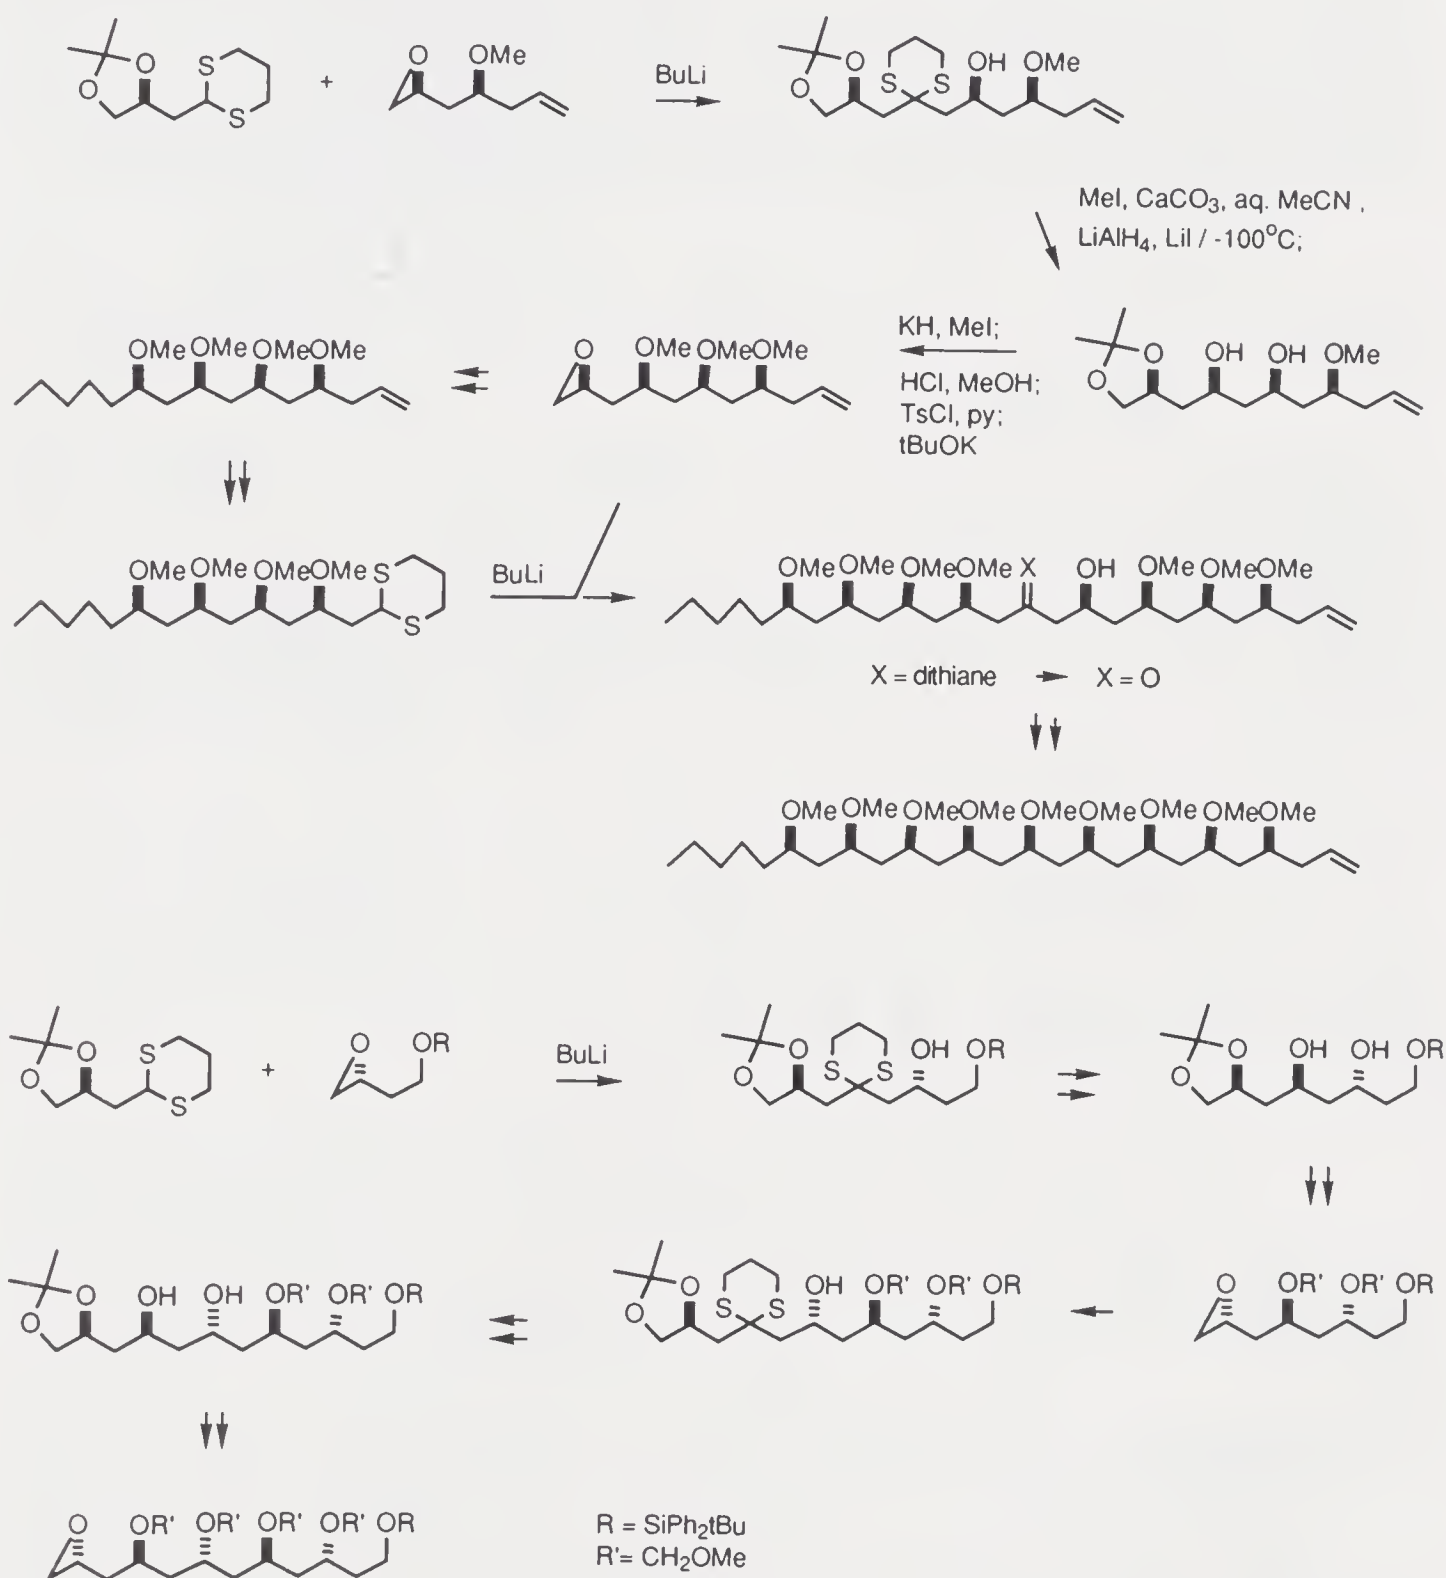 O O S S + O OMe BuLi O O S S OH OMe
MeI, CaCO3, aq. MeCN ,
LiAlH4, LiI / -100°C;
OMe OMe OMe OMe O OMe OMe OMe KH, MeI; O O OH OH OMe
HCl, MeOH;
TsCl, py;
tBuOK
OMe OMe OMe OMe S S BuLi OMe OMe OMe OMe X OH OMe OMe OMe
X = dithiane X = O
OMe OMe OMe OMe OMe OMe OMe OMe OMe
O O S S + O OR BuLi O O S S OH OR O O OH OH OR
O O OH OH OR' OR' OR O O S S OH OR' OR' OR O OR' OR' OR
O OR' OR' OR' OR' OR
R = SiPh2tBu
R'= CH2OMe